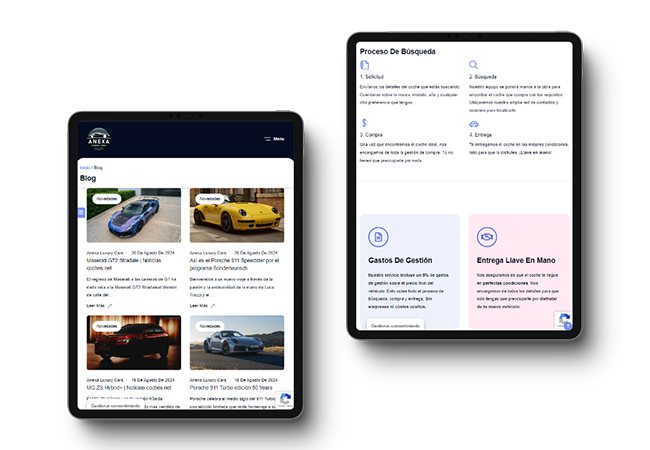 ANEXA
Menu
Inicio / Blog
Blog
Novedades
Novedades
Anexa Luxury Cars 26 De Agosto De 2024
Anexa Luxury Cars 26 De Agosto De 2024
Maserati GT2 Stradale | Noticias
coches.net
Así es el Porsche 911 Speedster por el
programa Sonderwunsch
El regreso de Maserati a las carreras de GT ha
dado vida a la Maserati GT2 Stradale
de calle del ...
Bienvenidos a un nuevo viaje a través de la
pasión y la exclusividad de la mano de Luca
Trazzi y el ...
Leer Más
Leer Más
Novedades
Novedades
Anexa Luxury Cars 16 De Agosto De 2024
Anexa Luxury Cars 16 De Agosto De 2024
MG ZS Hybrid+ | Noticias coches.net
Porsche 911 Turbo edición 50 Years
híbrida
Porsche celebra el medio siglo del 911 Turbo
más vendido de
una edición limitada que rinde homenaje a su
Gestionar consentimiento
Proceso De Búsqueda
1. Solicitud
Envíanos los detalles del coche que estás buscando.
Cuéntanos sobre la marca, modelo, año y cualquier
otra preferencia que tengas.
2. Búsqueda
Nuestro equipo se pondrá manos a la obra para
encontrar el coche que cumpla con tus requisitos.
Utilizaremos nuestra amplia red de contactos y
recursos para localizarlo
3. Compra
Una vez que encontremos el coche ideal, nos
encargamos de toda la gestión de compra. Tú no
tienes que preocuparte por nada.
4. Entrega
Te entregamos el coche en las mejores condiciones,
listo para que lo disfrutes. ¡Llave en Mano!
Gastos De Gestión
Nuestro servicio incluye un 8% de gastos
de gestión sobre el precio final del
vehículo. Esto cubre todo el proceso de
búsqueda, compra y entrega. Sin
sorpresas ni costes ocultos.
Entrega Llave En Mano
Nos aseguramos de que el coche te llegue
en perfectas condiciones. Nos
encargamos de todos los detalles para que
solo tengas que preocuparte por disfrutar
de tu nuevo vehículo.
Gestionar consentimiento